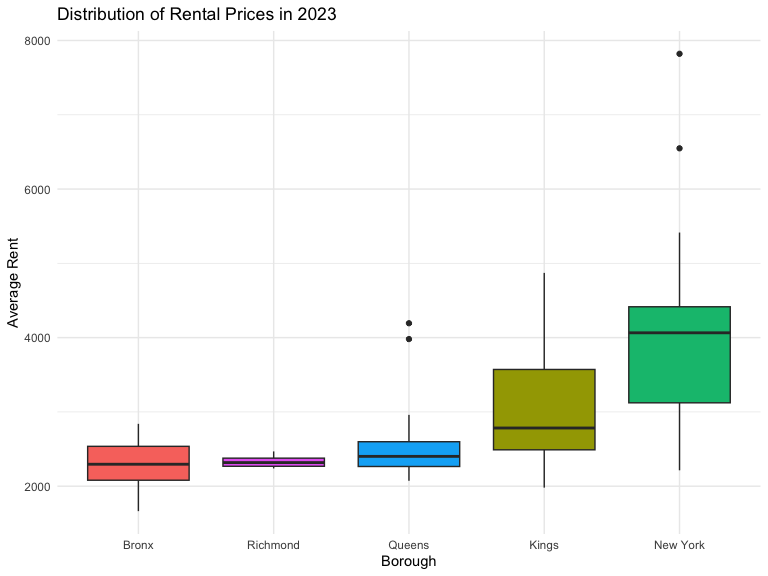 Distribution of Rental Prices in 2023
8000
6000
4000
2000
Average Rent
Bronx Richmond Queens Kings New York
Borough